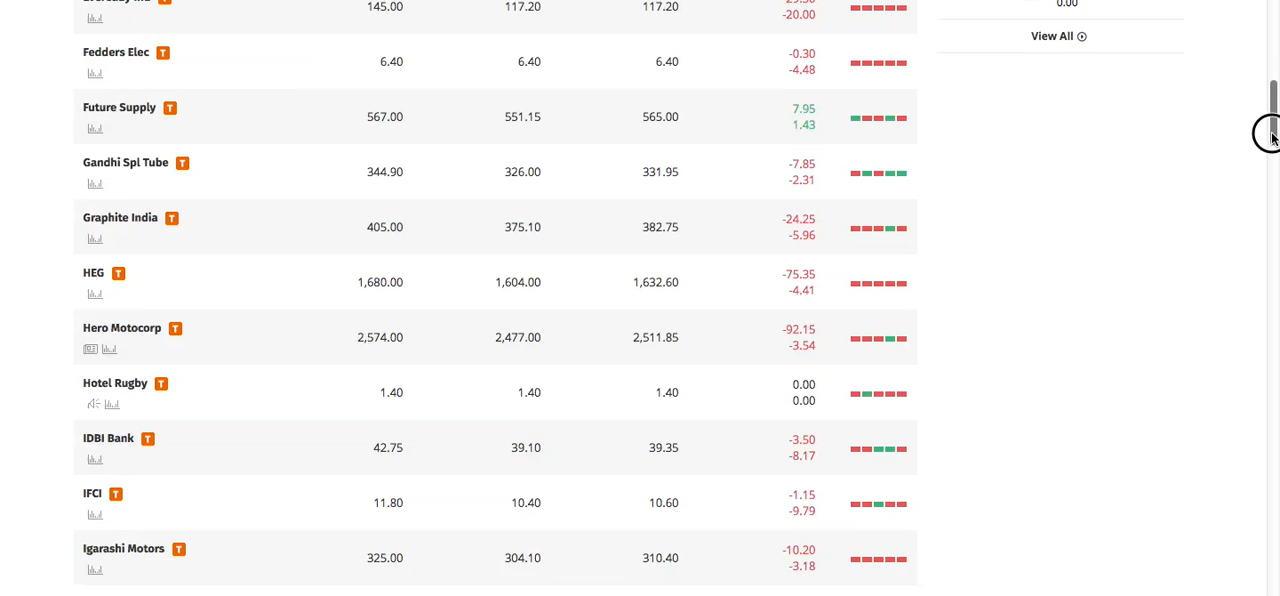 145.00 117.20 117.20
-20.00
0.00
View All
Fedders Elec T 6.40 6.40 6.40 -0.30
-4.48
Future Supply T 567.00 551.15 565.00 7.95
1.43
Gandhi Spl Tube T 344.90 326.00 331.95 -7.85
-2.31
Graphite India T 405.00 375.10 382.75 -24.25
-5.96
HEG T 1,680.00 1,604.00 1,632.60 -75.35
-4.41
Hero Motocorp T 2,574.00 2,477.00 2,511.85 -92.15
-3.54
Hotel Rugby T 1.40 1.40 1.40 0.00
0.00
IDBI Bank T 42.75 39.10 39.35 -3.50
-8.17
IFCI T 11.80 10.40 10.60 -1.15
-9.79
Igarashi Motors T 325.00 304.10 310.40 -10.20
-3.18